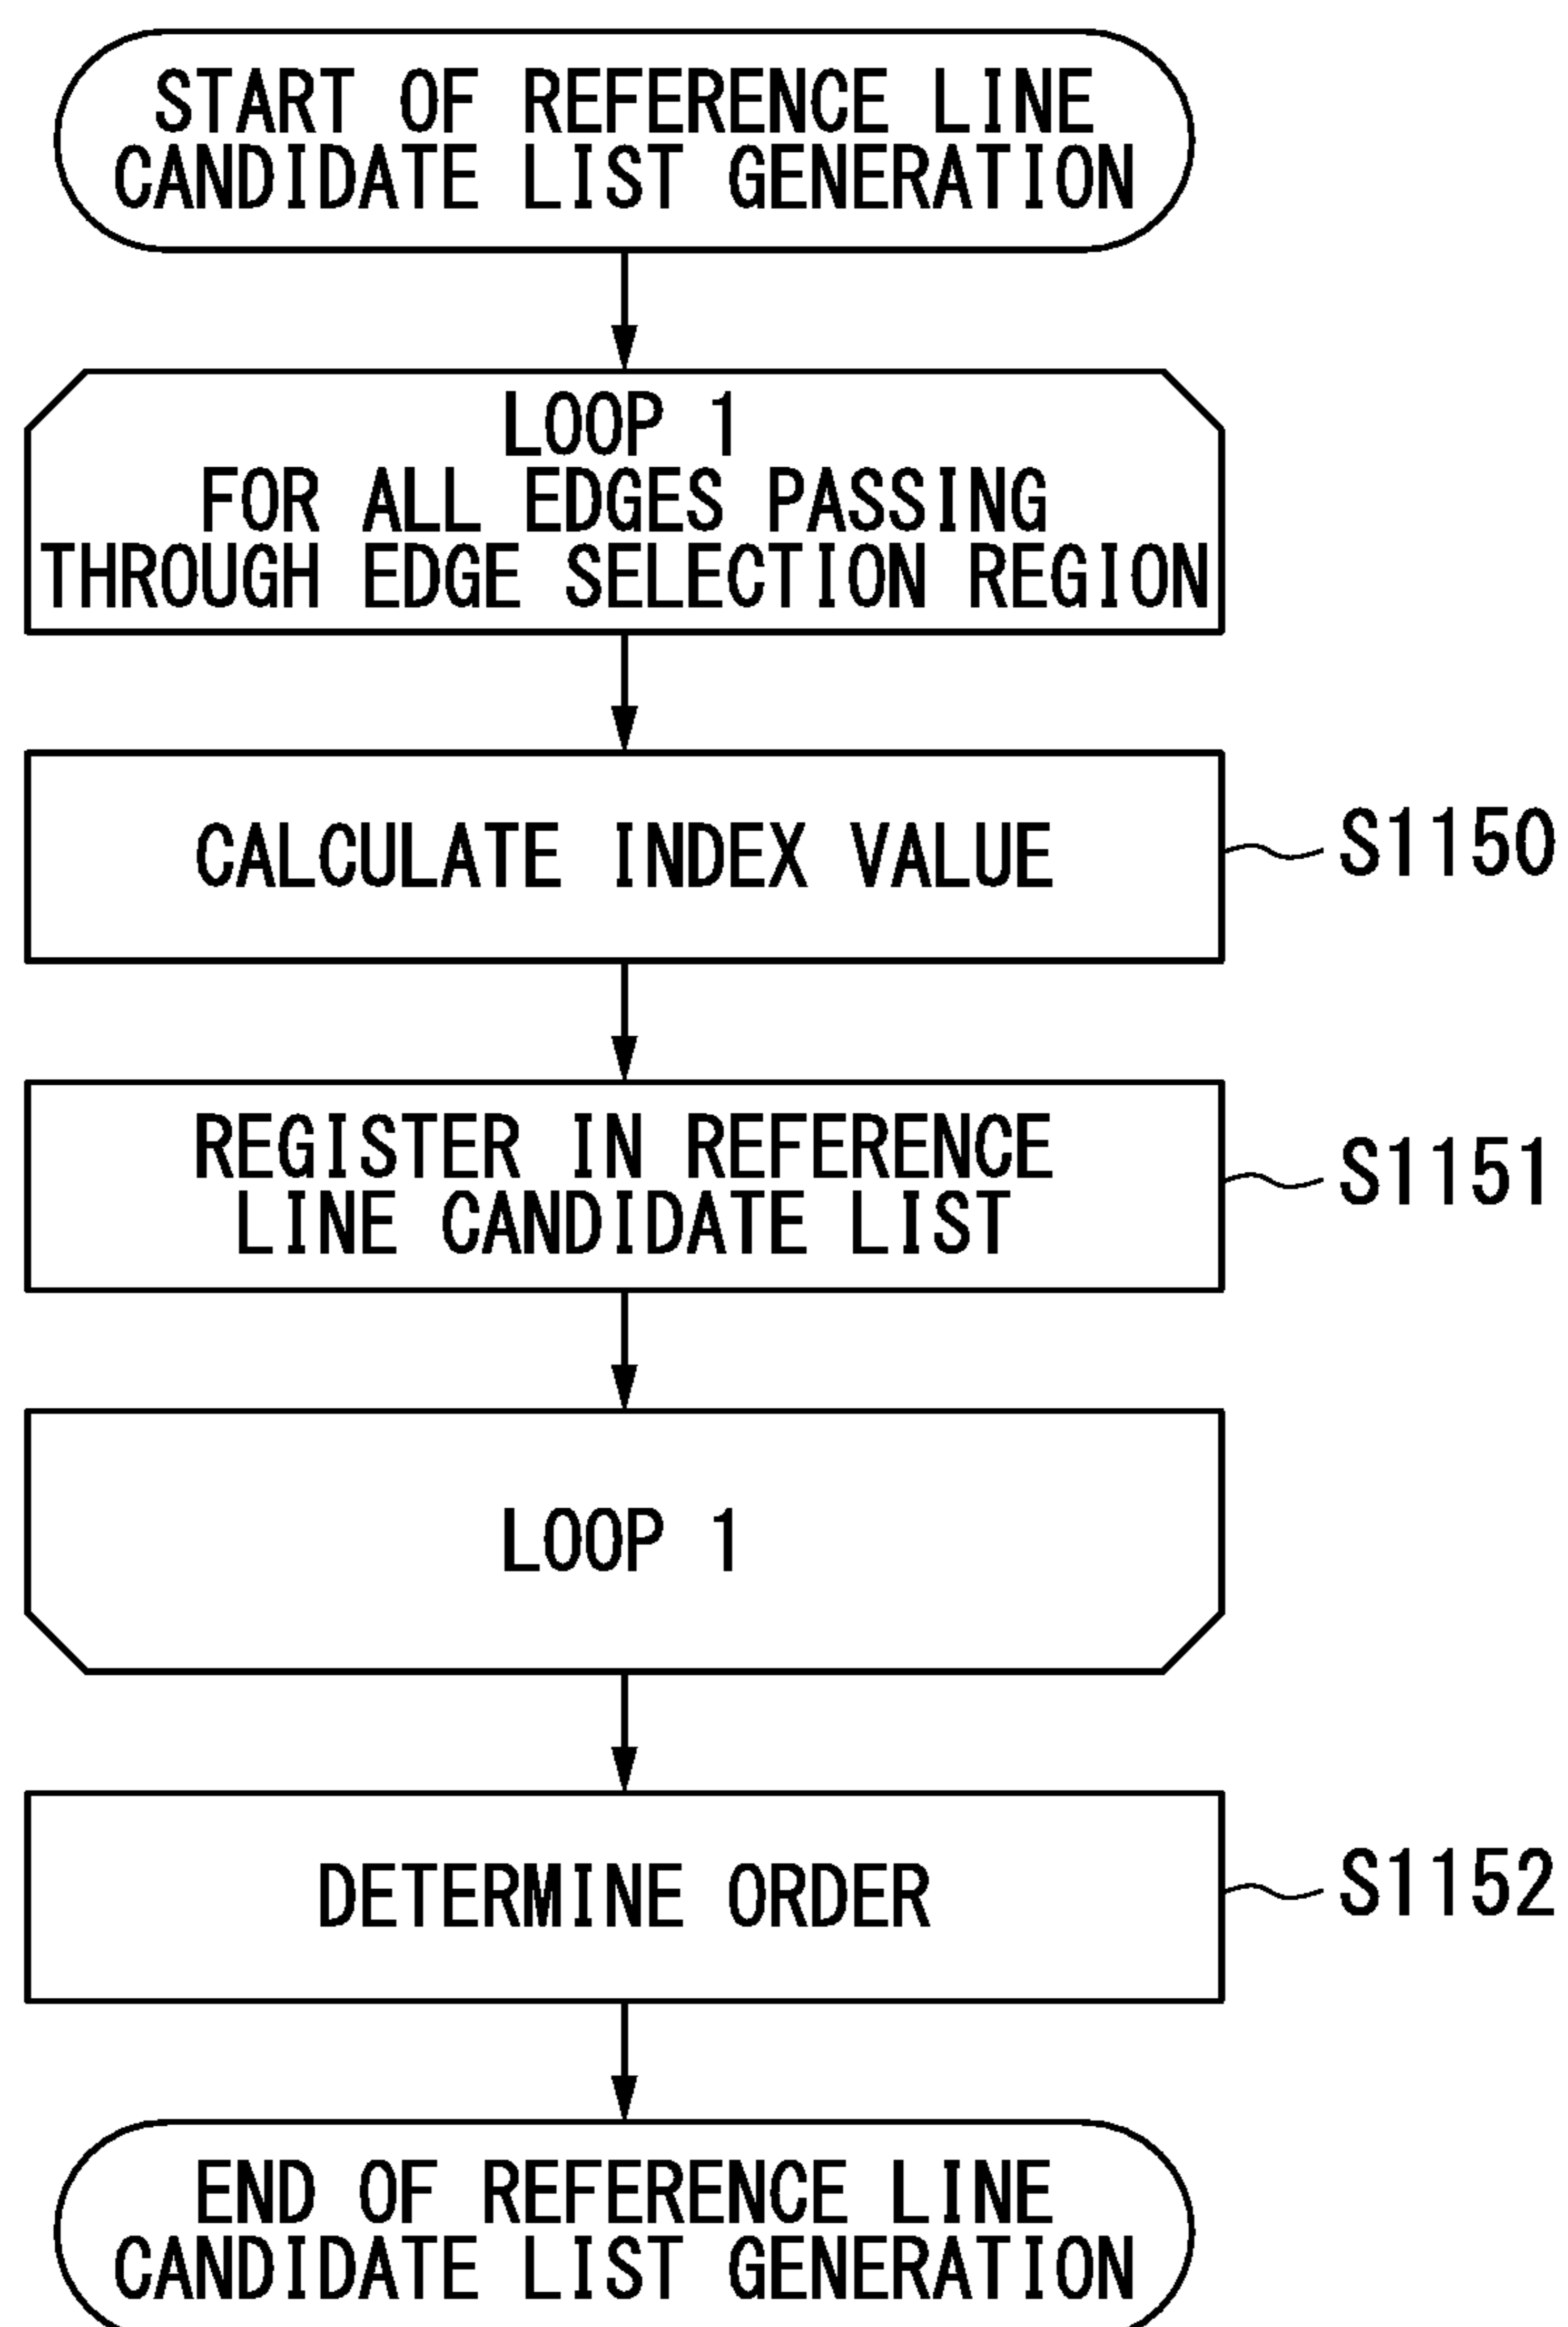 START OF REFERENCE LINE
CANDIDATE LIST GENERATION
LOOP 1
FOR ALL EDGES PASSING
THROUGH EDGE SELECTION REGION
CALCULATE INDEX VALUE
S1150
REGISTER IN REFERENCE
LINE CANDIDATE LIST
S1151
LOOP 1
DETERMINE ORDER
S1152
END OF REFERENCE LINE
CANDIDATE LIST GENERATION